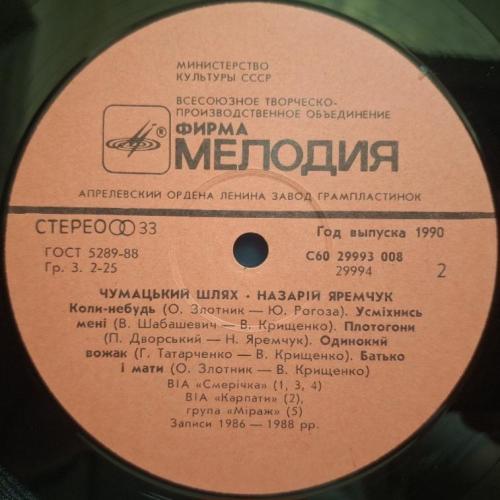 МИНИСТЕРСТВО
КУЛЬТУРЫ СССР
ВСЕСОЮЗНОЕ ТВОРЧЕСКО-
ПРОИЗВОДСТВЕННОЕ ОБЪЕДИНЕНИЕ
ФИРМА
МЕЛОДИЯ
АПРЕЛЕВСКИЙ ОРДЕНА ЛЕНИНА ЗАВОД ГРАМПЛАСТИНОК
СТЕРЕО 33
Год выпуска 1990
ГОСТ 5289-88
С60 29993 008
Гр. 3. 2-25
29994
2
ЧУМАЦЬКИЙ ШЛЯХ · НАЗАРІЙ ЯРЕМЧУК
Коли-небудь (О. Злотник — Ю. Рогоза). Усміхнись
мені (В. Шабашевич — В. Крищенко). Плотогони
(П. Дворський — Н. Яремчук). Одинокий
вожак (Г. Татарченко — В. Крищенко). Батько
і мати (О. Злотник — В. Крищенко)
ВІА «Смерічка» (1, 3, 4)
ВІА «Карпати» (2),
група «Міраж» (5)
Записи 1986 — 1988 рр.